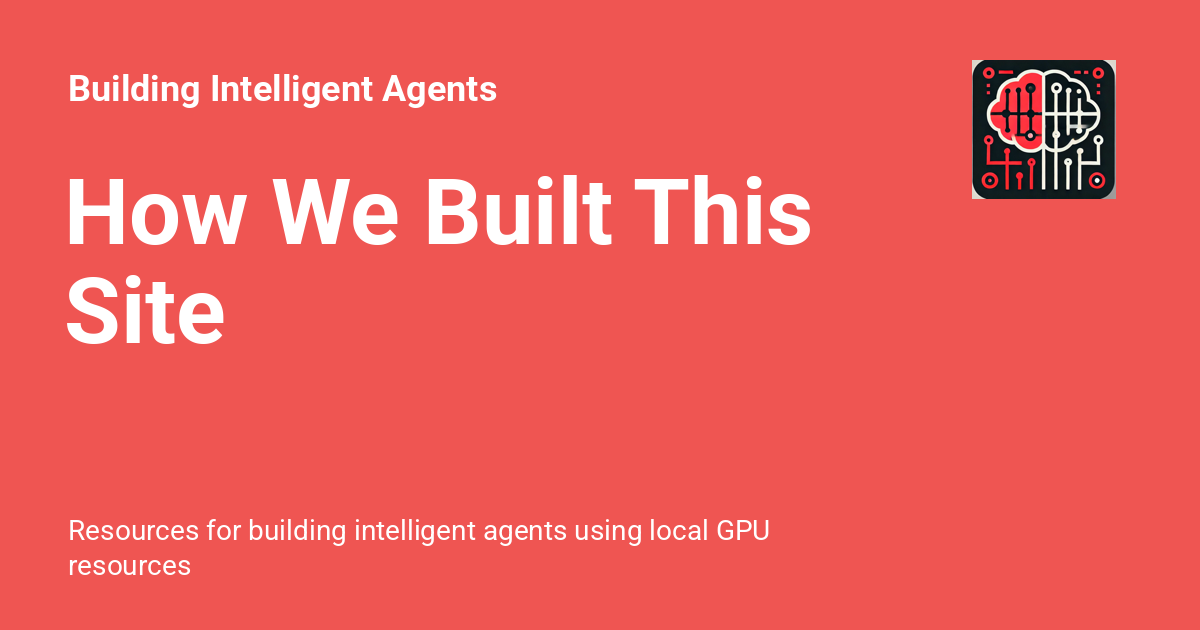 Building Intelligent Agents
How We Built This
Site
Resources for building intelligent agents using local GPU
resources